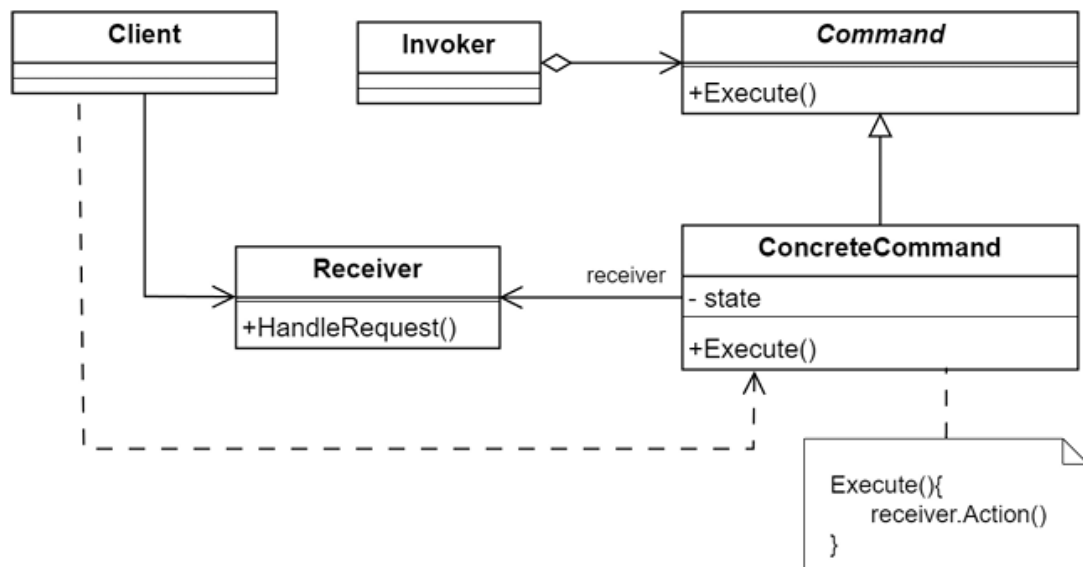 Client
Invoker
Command
+Execute()
Receiver
+HandleRequest()
receiver
ConcreteCommand
- state
+Execute()
Execute(){
receiver.Action()
}